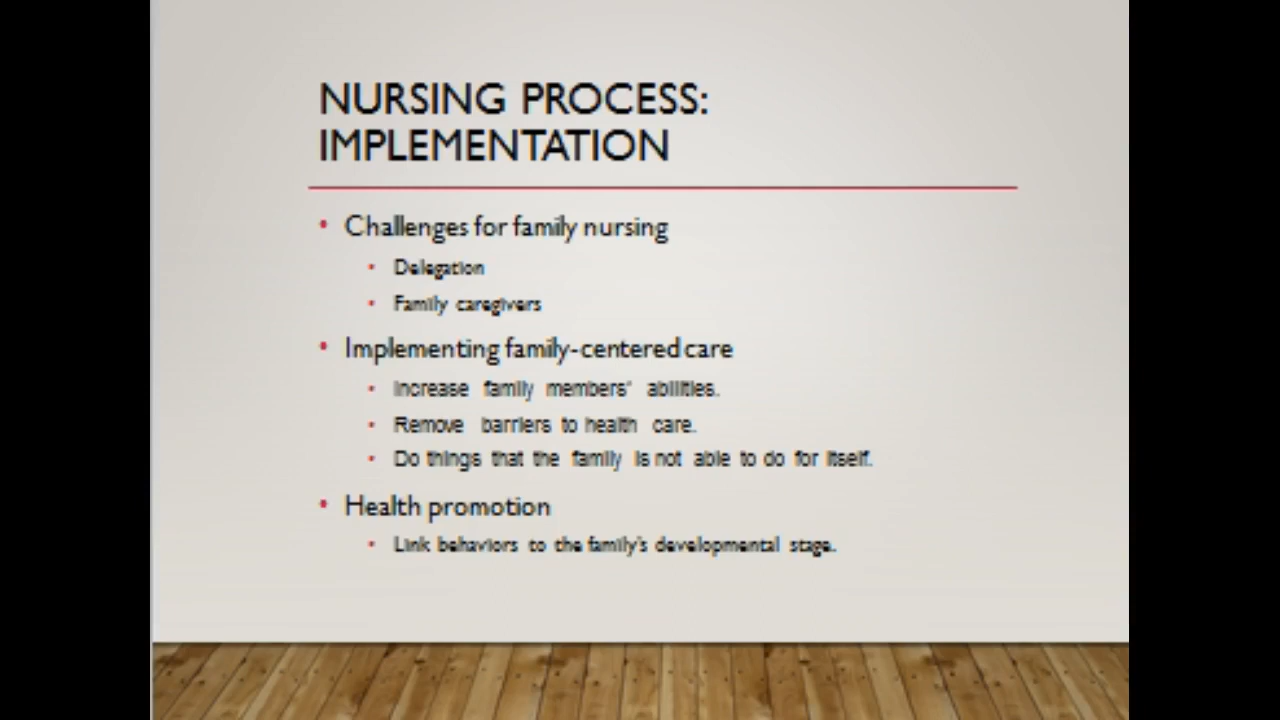 NURSING PROCESS:
IMPLEMENTATION
• Challenges for family nursing
• Delegation
• Family caregivers
• Implementing family-centered care
• Increase family members' abilities.
• Remove barriers to health care.
• Do things that the family is not able to do for itself.
• Health promotion
• Link behaviors to the family's developmental stage.